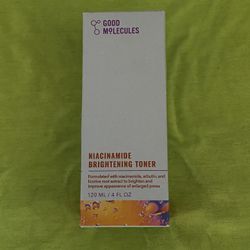 GOOD
MOLECULES
NIACINAMIDE
BRIGHTENING TONER
Formulated with niacinamide, arbutin, and
licorice root extract to brighten and
improve appearance of enlarged pores
120 ML / 4 FL OZ